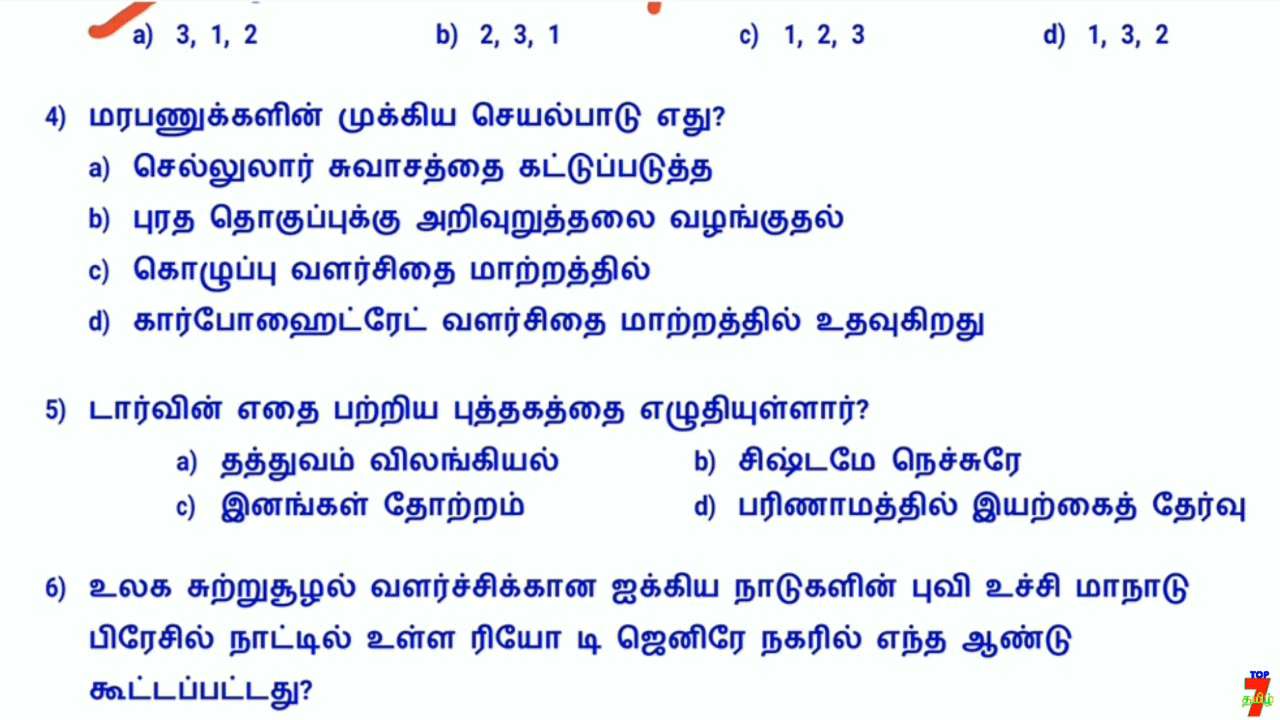 a) 3, 1, 2 b) 2, 3, 1 c) 1, 2, 3 d) 1, 3, 2
4) மரபணுக்களின் முக்கிய செயல்பாடு எது?
a) செல்லுலார் சுவாசத்தை கட்டுப்படுத்த
b) புரத தொகுப்புக்கு அறிவுறுத்தலை வழங்குதல்
c) கொழுப்பு வளர்சிதை மாற்றத்தில்
d) கார்போஹைட்ரேட் வளர்சிதை மாற்றத்தில் உதவுகிறது
5) டார்வின் எதை பற்றிய புத்தகத்தை எழுதியுள்ளார்?
a) தத்துவம் விலங்கியல் b) சிஷ்டமே நெச்சுரே
c) இனங்கள் தோற்றம் d) பரிணாமத்தில் இயற்கைத் தேர்வு
6) உலக சுற்றுசூழல் வளர்ச்சிக்கான ஐக்கிய நாடுகளின் புவி உச்சி மாநாடு
பிரேசில் நாட்டில் உள்ள ரியோ டி ஜெனிரே நகரில் எந்த ஆண்டு
கூட்டப்பட்டது?
TOP
7
தமிழ்